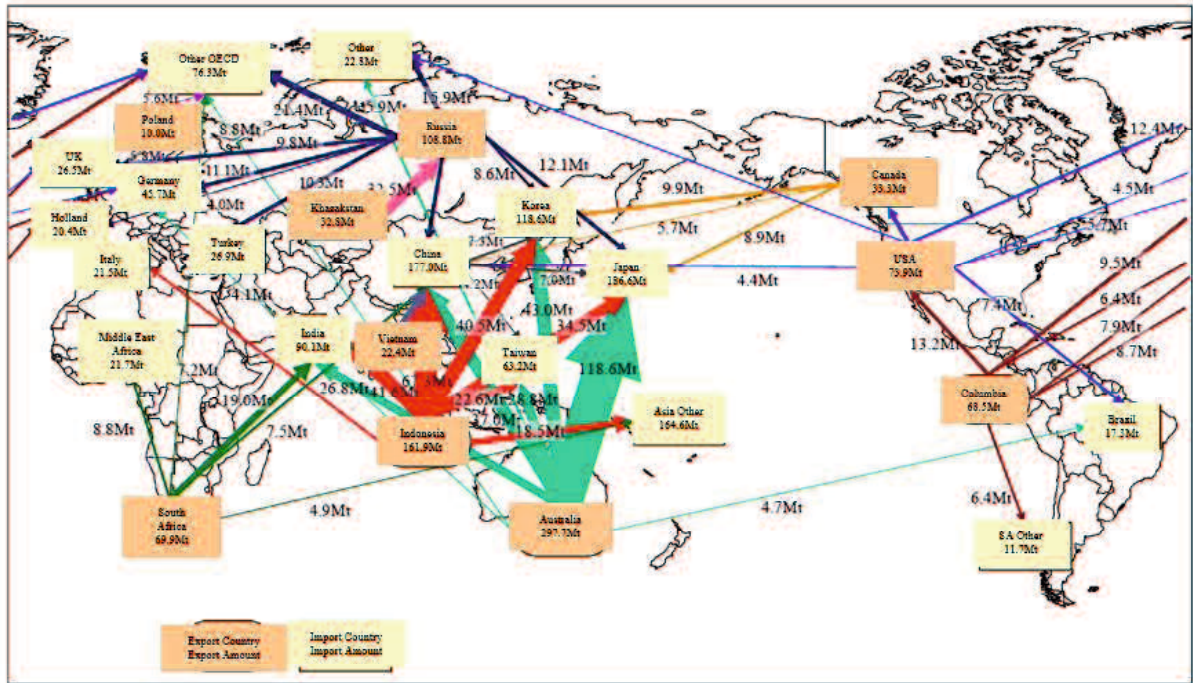 Other OECD
76.3Mt
Other
22.8Mt
5.6Mt
21.4Mt
15.9Mt
Poland
10.0Mt
8.8Mt
Russia
108.8Mt
12.4Mt
UK
26.5Mt
9.8Mt
11.1Mt
8.6Mt
12.1Mt
Germany
45.7Mt
4.0Mt
32.5Mt
Khazakstan
32.8Mt
Korea
118.6Mt
9.9Mt
Canada
33.3Mt
4.5Mt
Holland
20.4Mt
Turkey
26.9Mt
5.7Mt
8.9Mt
Italy
21.5Mt
China
177.0Mt
7.0Mt
Japan
186.6Mt
4.4Mt
USA
73.9Mt
9.5Mt
34.1Mt
43.0Mt
7.4Mt
6.4Mt
Middle East
Africa
21.7Mt
India
90.1Mt
Vietnam
22.4Mt
40.5Mt
34.5Mt
Taiwan
63.2Mt
118.6Mt
13.2Mt
7.9Mt
8.7Mt
7.2Mt
26.8Mt
19.0Mt
22.6Mt
Columbia
68.5Mt
8.8Mt
7.5Mt
Indonesia
161.9Mt
18.5Mt
Asia Other
164.6Mt
Brazil
17.3Mt
South
Africa
69.9Mt
4.9Mt
Australia
297.7Mt
4.7Mt
6.4Mt
SA Other
11.7Mt
Export Country
Export Amount
Import Country
Import Amount